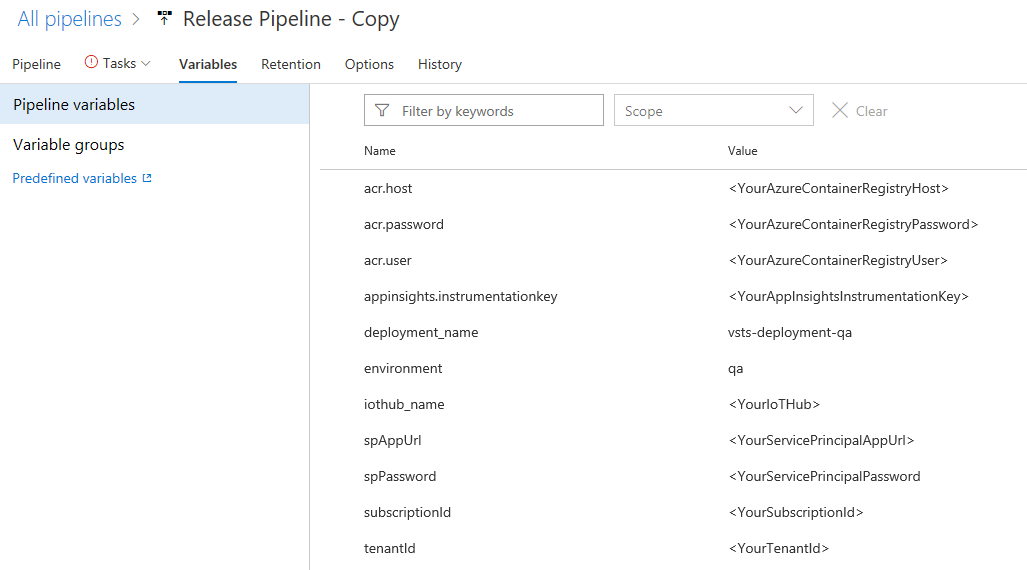 All pipelines > Release Pipeline - Copy
Pipeline Tasks Variables Retention Options History
Pipeline variables
Variable groups
Predefined variables
Filter by keywords Scope Clear
Name Value
acr.host <YourAzureContainerRegistryHost>
acr.password <YourAzureContainerRegistryPassword>
acr.user <YourAzureContainerRegistryUser>
appinsights.instrumentationkey <YourAppInsightsInstrumentationKey>
deployment_name vsts-deployment-qa
environment qa
iothub_name <YourIoTHub>
spAppUrl <YourServicePrincipalAppUrl>
spPassword <YourServicePrincipalPassword
subscriptionId <YourSubscriptionId>
tenantId <YourTenantId>